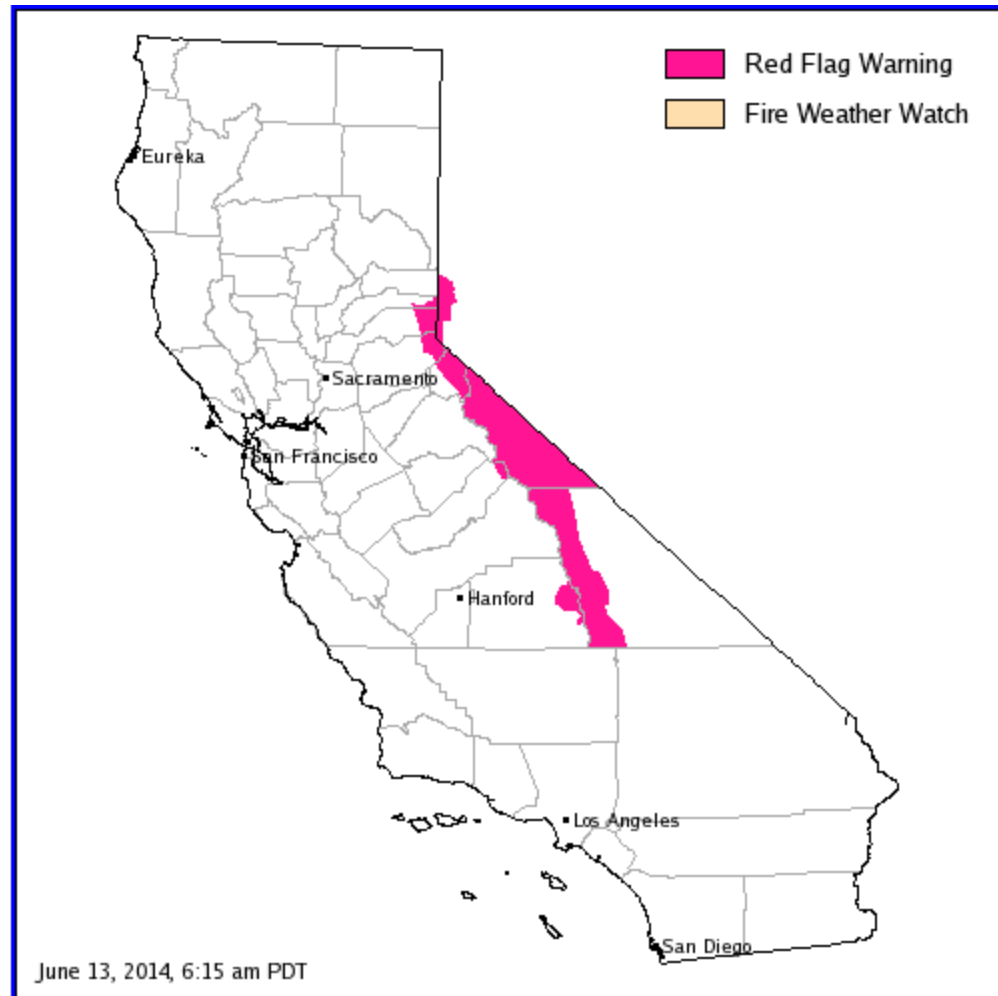 Red Flag Warning
Fire Weather Watch
Eureka
Sacramento
San Francisco
Hanford
Los Angeles
San Diego
June 13, 2014, 6:15 am PDT